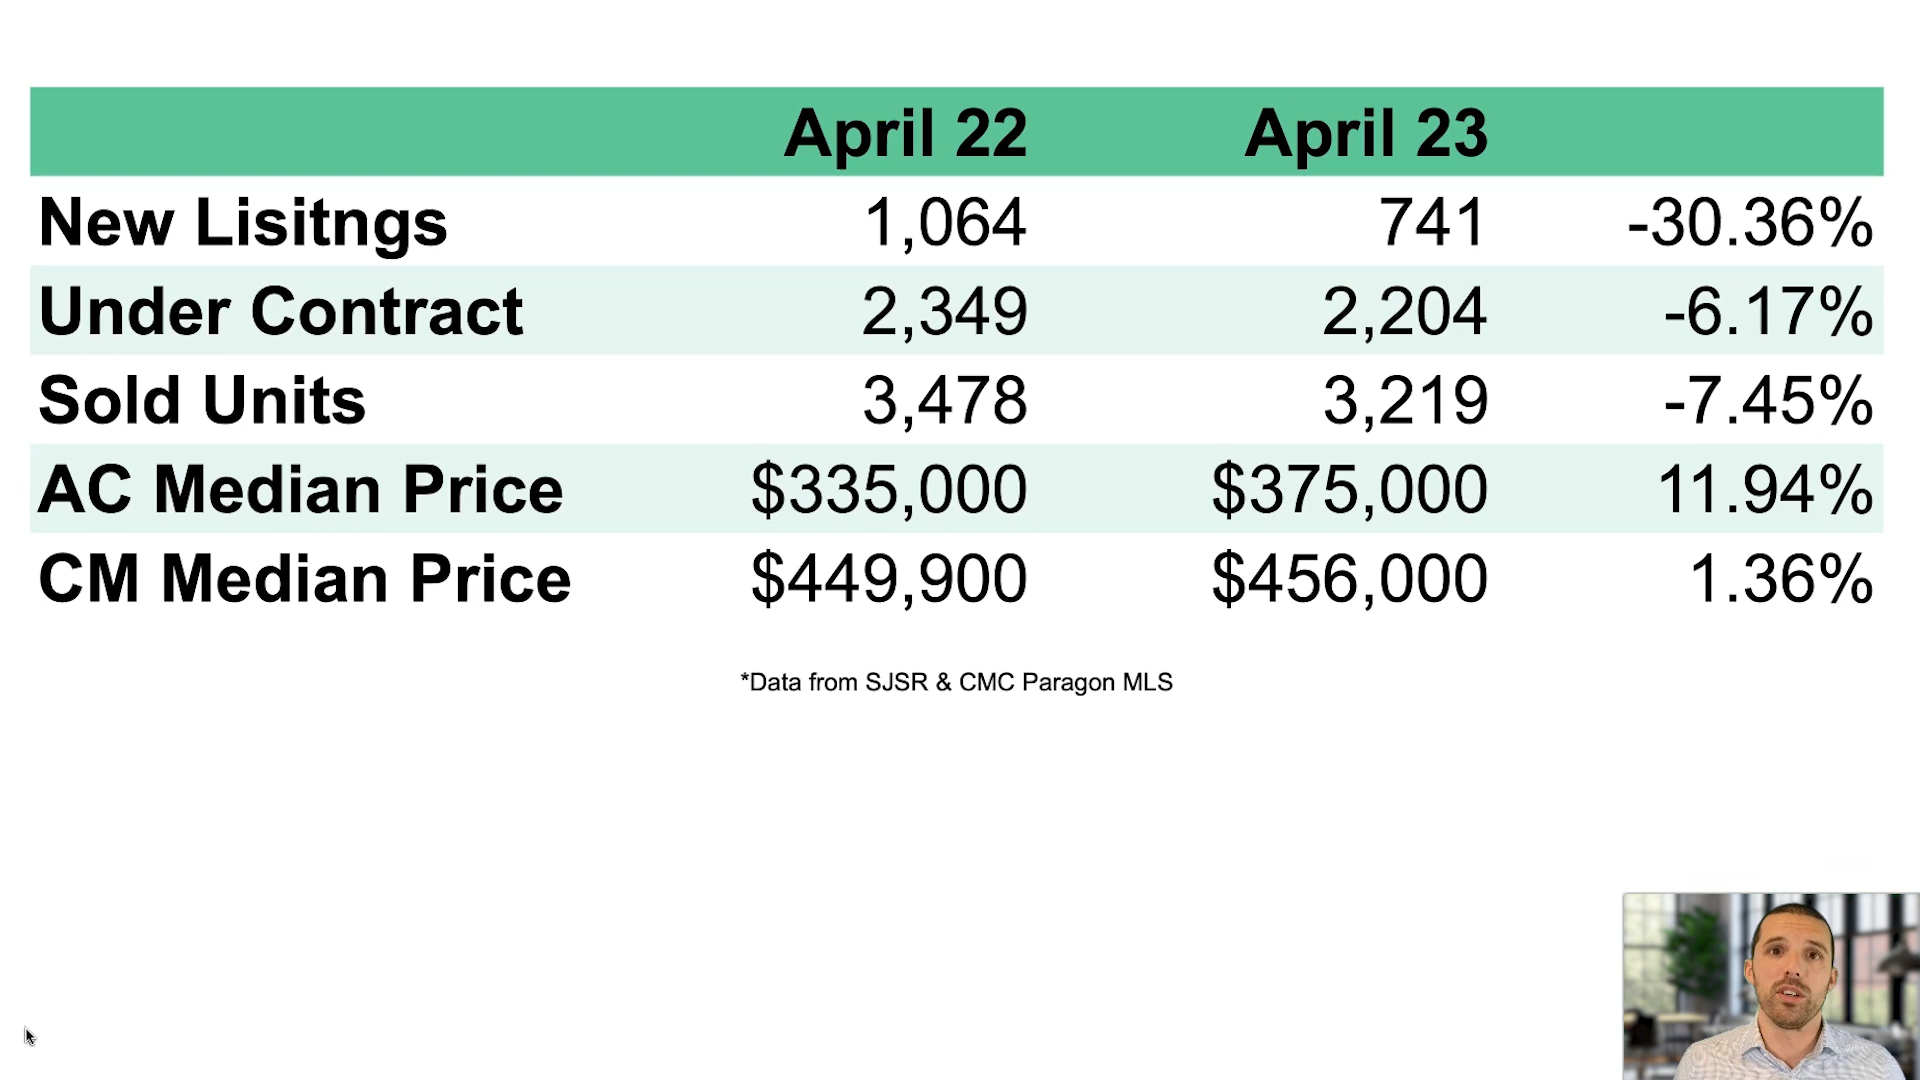 April 22 April 23
New Lisitngs 1,064 741 -30.36%
Under Contract 2,349 2,204 -6.17%
Sold Units 3,478 3,219 -7.45%
AC Median Price $335,000 $375,000 11.94%
CM Median Price $449,900 $456,000 1.36%
*Data from SJSR & CMC Paragon MLS